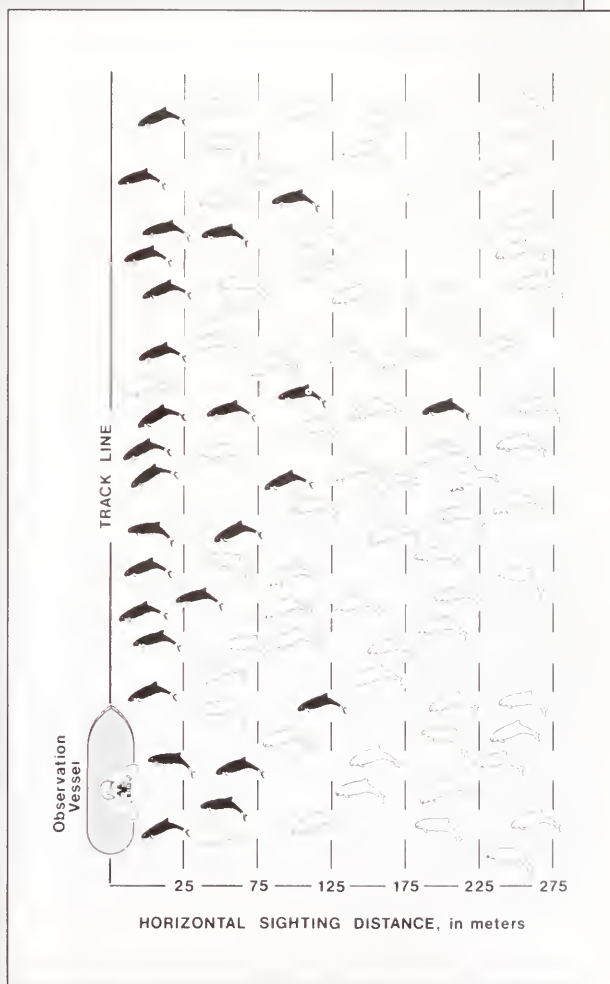 TRACK LINE
Observation
Vessel
25 75 125 175 225 275
HORIZONTAL SIGHTING DISTANCE, in meters